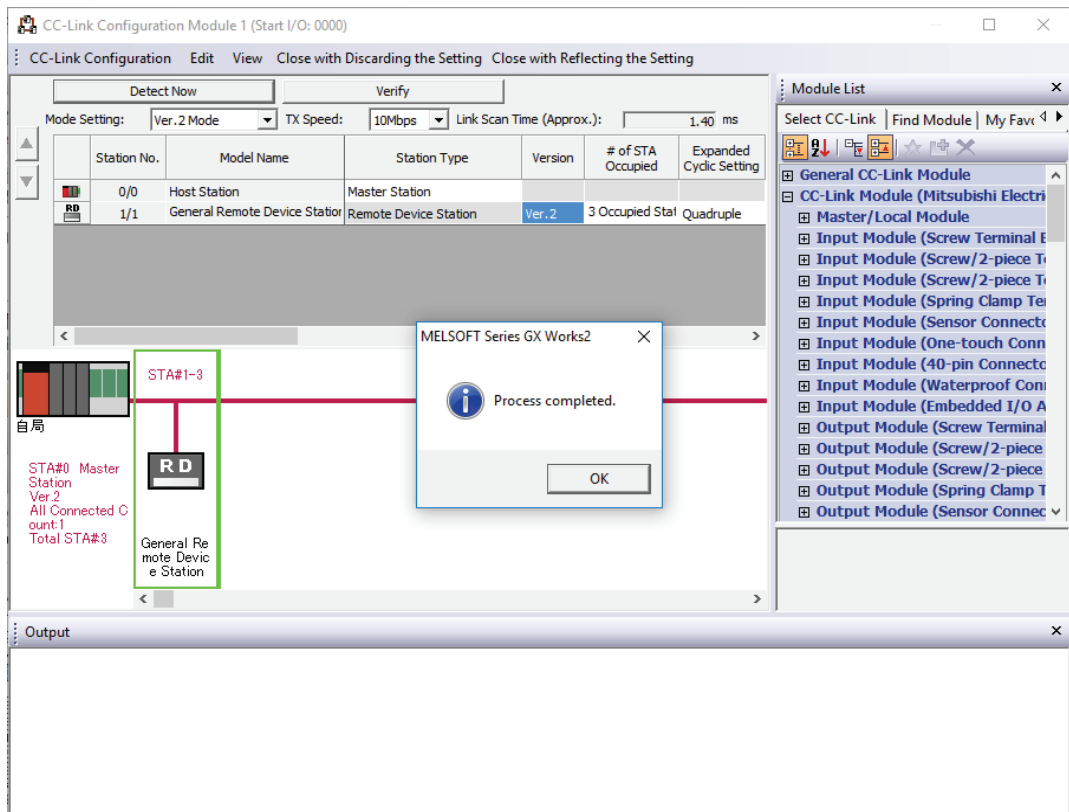 CC-Link Configuration Module 1 (Start I/O: 0000)
CC-Link Configuration Edit View Close with Discarding the Setting Close with Reflecting the Setting
Detect Now Verify
Mode Setting: Ver.2 Mode TX Speed: 10Mbps Link Scan Time (Approx.): 1.40 ms
Station No. Model Name Station Type Version # of STA Occupied Expanded Cyclic Setting
0/0 Host Station Master Station
RD 1/1 General Remote Device Station Remote Device Station Ver.2 3 Occupied Stat Quadruple
MELSOFT Series GX Works2
Process completed.
OK
STA#1-3
自局
RD
STA#0 Master
Station
Ver.2
All Connected C
ount:1
Total STA#3
General Re
mote Devic
e Station
Module List
Select CC-Link Find Module My Favc
General CC-Link Module
CC-Link Module (Mitsubishi Electri
Master/Local Module
Input Module (Screw Terminal E
Input Module (Screw/2-piece Te
Input Module (Screw/2-piece Te
Input Module (Spring Clamp Ter
Input Module (Sensor Connecto
Input Module (One-touch Conn
Input Module (40-pin Connecto
Input Module (Waterproof Conn
Input Module (Embedded I/O A
Output Module (Screw Terminal
Output Module (Screw/2-piece
Output Module (Screw/2-piece
Output Module (Spring Clamp T
Output Module (Sensor Connec
Output